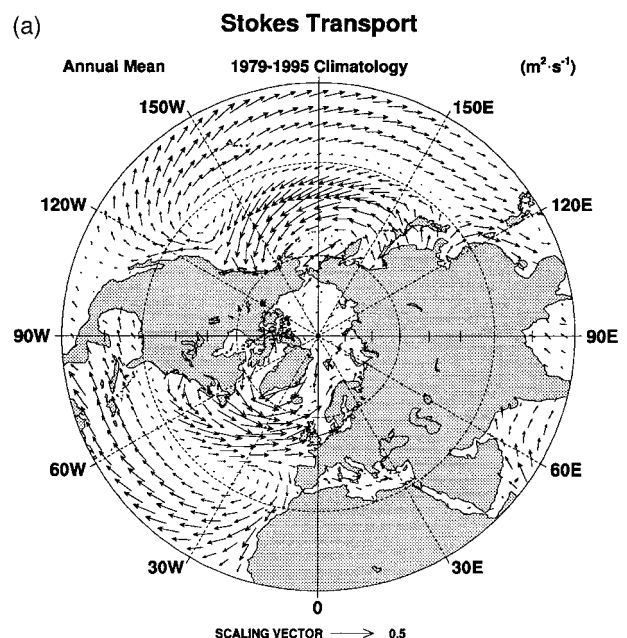 (a)
Stokes Transport
Annual Mean 1979-1995 Climatology (m²·s⁻¹)
150W 150E
120W 120E
90W 90E
60W 60E
30W 30E
0
SCALING VECTOR 0.5